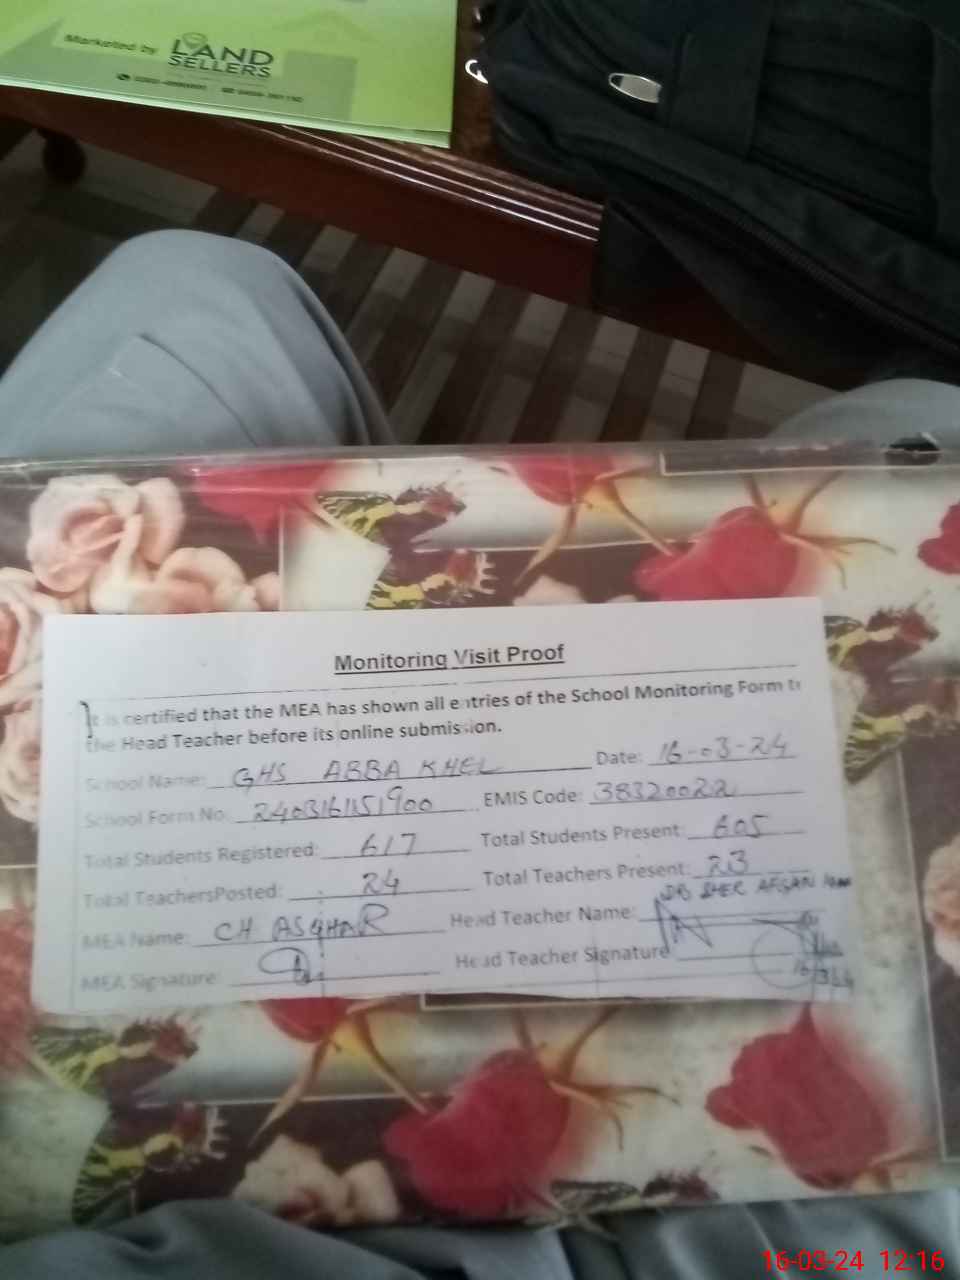 Marketed by LAND SELLERS
Monitoring Visit Proof
It is certified that the MEA has shown all entries of the School Monitoring Form t
the Head Teacher before its online submission.
School Name: GHS ABBA KHEL Date: 16-03-24
School Form No: EMIS Code: 38320022
Total Students Registered: 617 Total Students Present: 605
Total TeachersPosted: 24 Total Teachers Present: 23
MEA Name: CH ASGHAR Head Teacher Name: SHER AFGAN
MEA Signature Head Teacher Signature
16-03-24 12:16